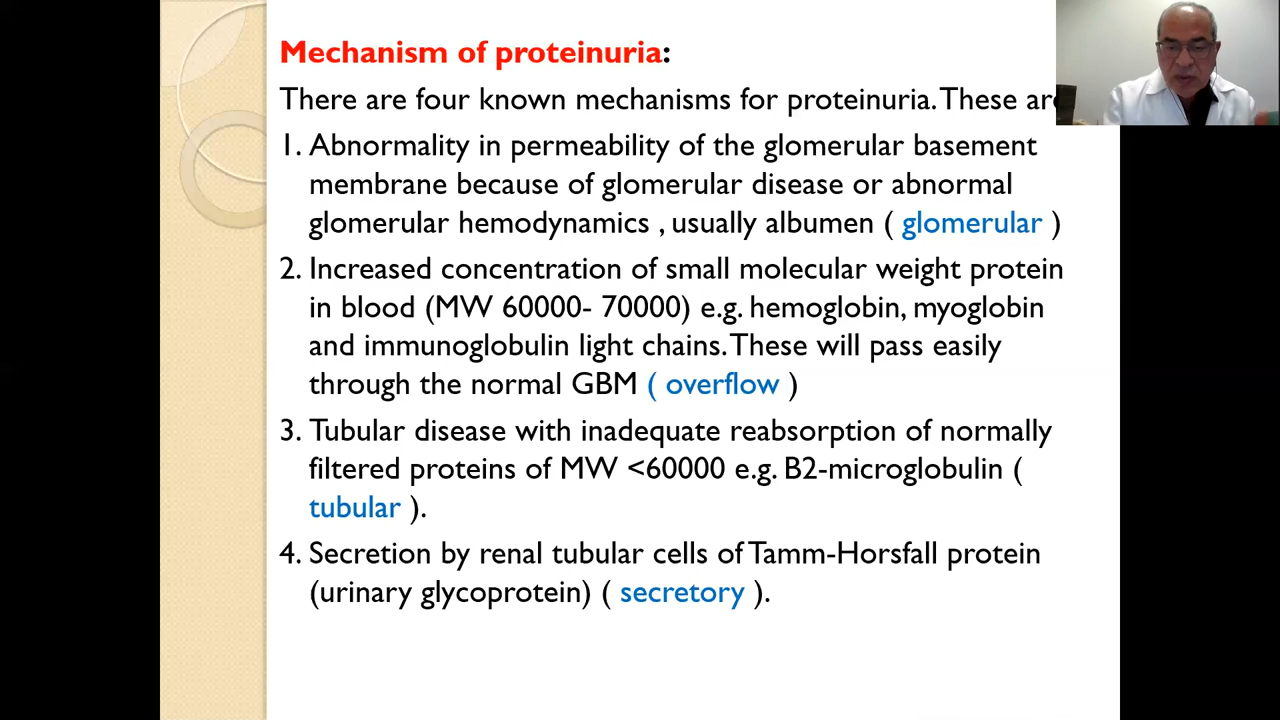 Mechanism of proteinuria:
There are four known mechanisms for proteinuria. These are
1. Abnormality in permeability of the glomerular basement
membrane because of glomerular disease or abnormal
glomerular hemodynamics , usually albumen ( glomerular )
2. Increased concentration of small molecular weight protein
in blood (MW 60000- 70000) e.g. hemoglobin, myoglobin
and immunoglobulin light chains. These will pass easily
through the normal GBM ( overflow )
3. Tubular disease with inadequate reabsorption of normally
filtered proteins of MW <60000 e.g. B2-microglobulin (
tubular ).
4. Secretion by renal tubular cells of Tamm-Horsfall protein
(urinary glycoprotein) ( secretory ).